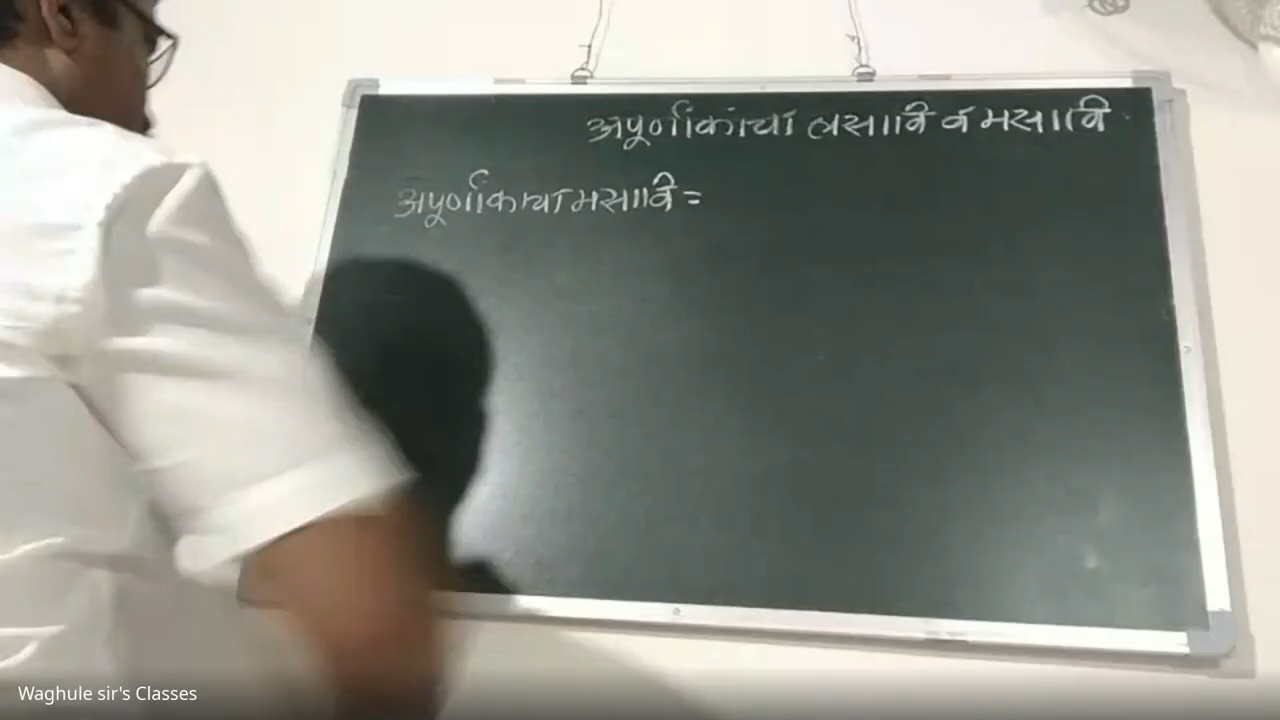 अपूर्णांकांचा लसावि व मसावि
अपूर्णांकाचा मसावि =
Waghule sir's Classes